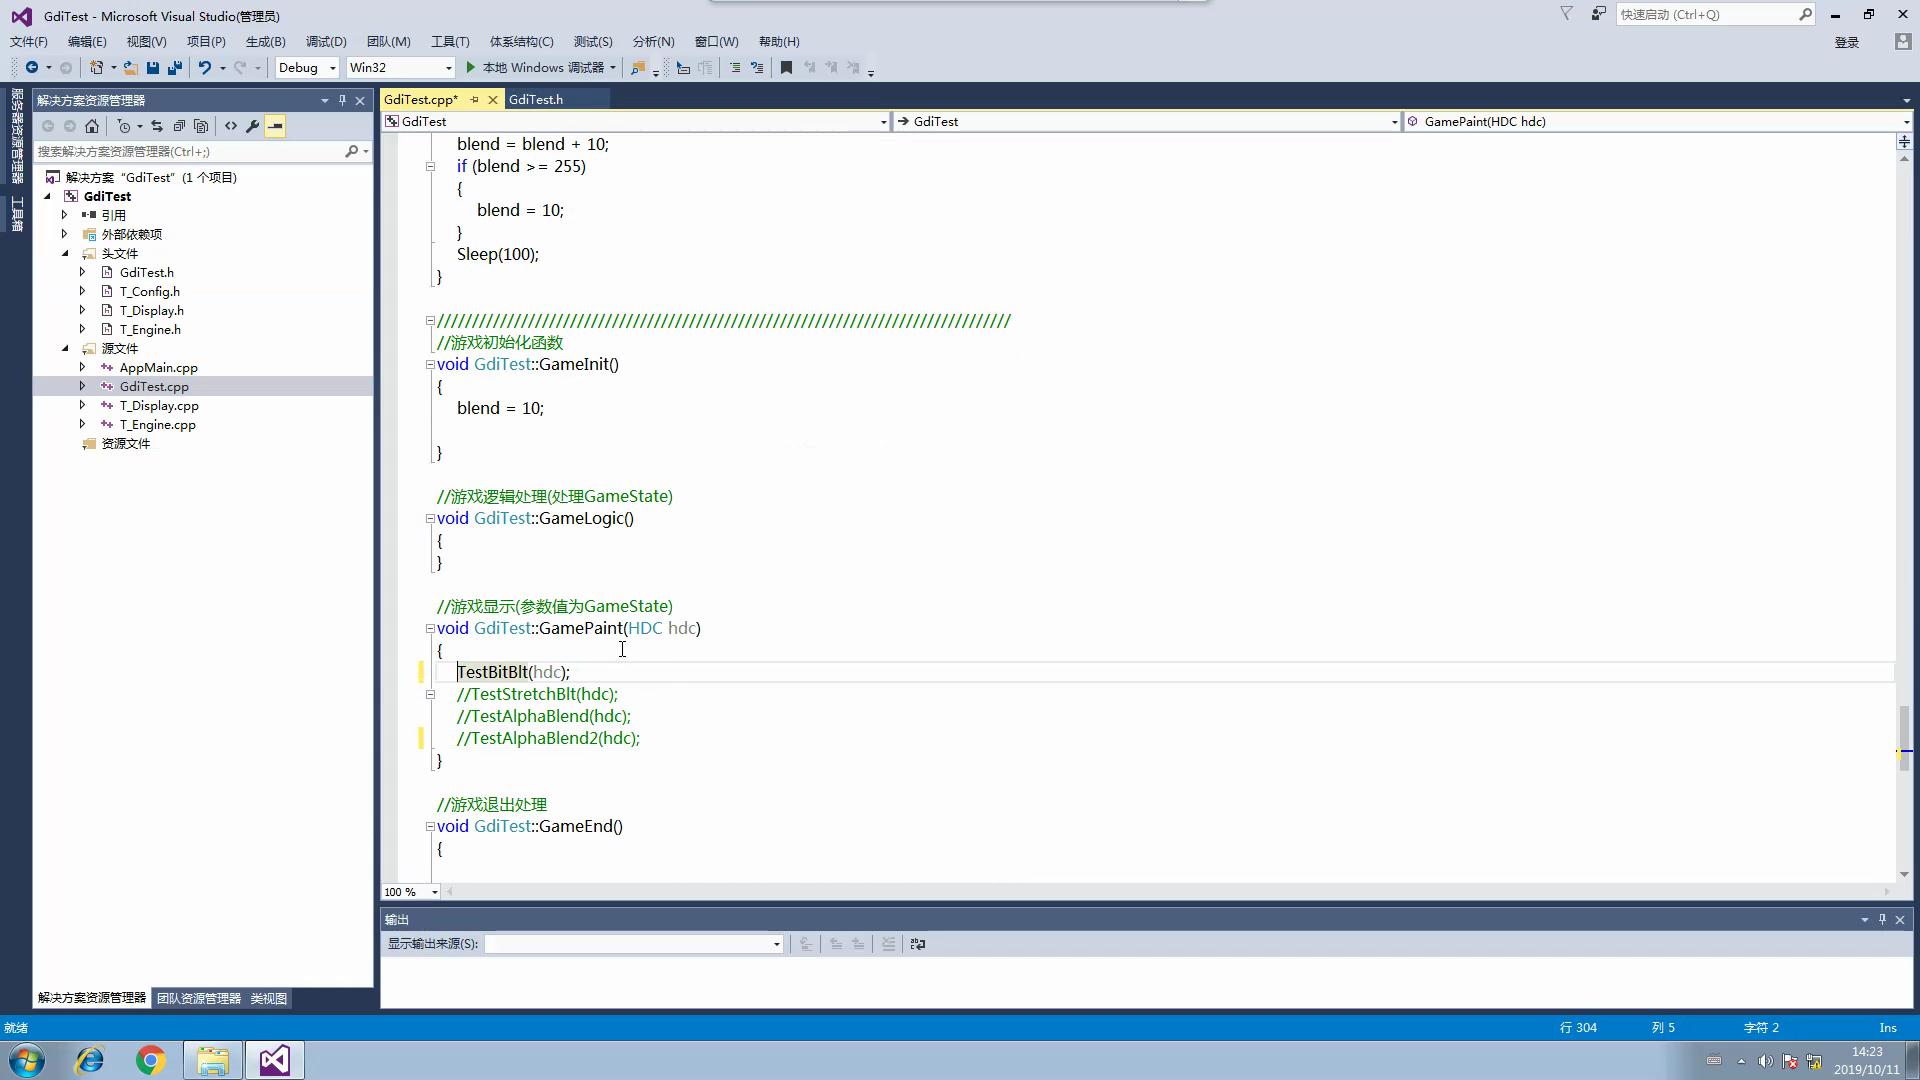 GdiTest - Microsoft Visual Studio(管理员)
快速启动 (Ctrl+Q)
文件(F) 编辑(E) 视图(V) 项目(P) 生成(B) 调试(D) 团队(M) 工具(T) 体系结构(C) 测试(S) 分析(N) 窗口(W) 帮助(H)
登录
Debug Win32 本地 Windows 调试器
服务器资源管理器
工具箱
解决方案资源管理器
搜索解决方案资源管理器(Ctrl+;)
解决方案 “GdiTest” (1 个项目)
GdiTest
引用
外部依赖项
头文件
GdiTest.h
T_Config.h
T_Display.h
T_Engine.h
源文件
AppMain.cpp
GdiTest.cpp
T_Display.cpp
T_Engine.cpp
资源文件
解决方案资源管理器 团队资源管理器 类视图
GdiTest.cpp* GdiTest.h
GdiTest GdiTest GamePaint(HDC hdc)
blend = blend + 10;
if (blend >= 255)
{
blend = 10;
}
Sleep(100);
}
//////////////////////////////////////////////////////////////////////////////////
//游戏初始化函数
void GdiTest::GameInit()
{
blend = 10;
}
//游戏逻辑处理(处理GameState)
void GdiTest::GameLogic()
{
}
//游戏显示(参数值为GameState)
void GdiTest::GamePaint(HDC hdc)
{
TestBitBlt(hdc);
//TestStretchBlt(hdc);
//TestAlphaBlend(hdc);
//TestAlphaBlend2(hdc);
}
//游戏退出处理
void GdiTest::GameEnd()
{
100 %
输出
显示输出来源(S):
就绪 行 304 列 5 字符 2 Ins
14:23
2019/10/11